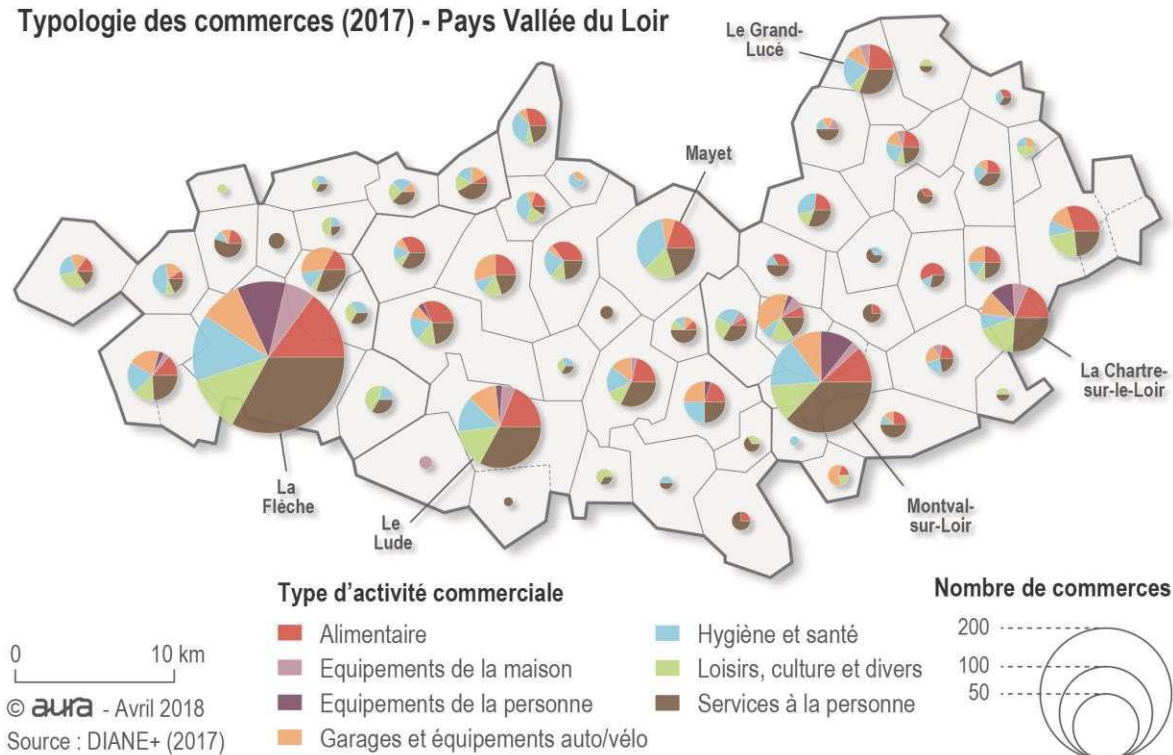 Typologie des commerces (2017) - Pays Vallée du Loir
Le Grand-
Lucé
Mayet
La Chartre-
sur-le-Loir
La
Flèche
Le
Lude
Montval-
sur-Loir
Type d'activité commerciale
Alimentaire
Equipements de la maison
Equipements de la personne
Garages et équipements auto/vélo
Hygiène et santé
Loisirs, culture et divers
Services à la personne
Nombre de commerces
200
100
50
0 10 km
© aura - Avril 2018
Source : DIANE+ (2017)